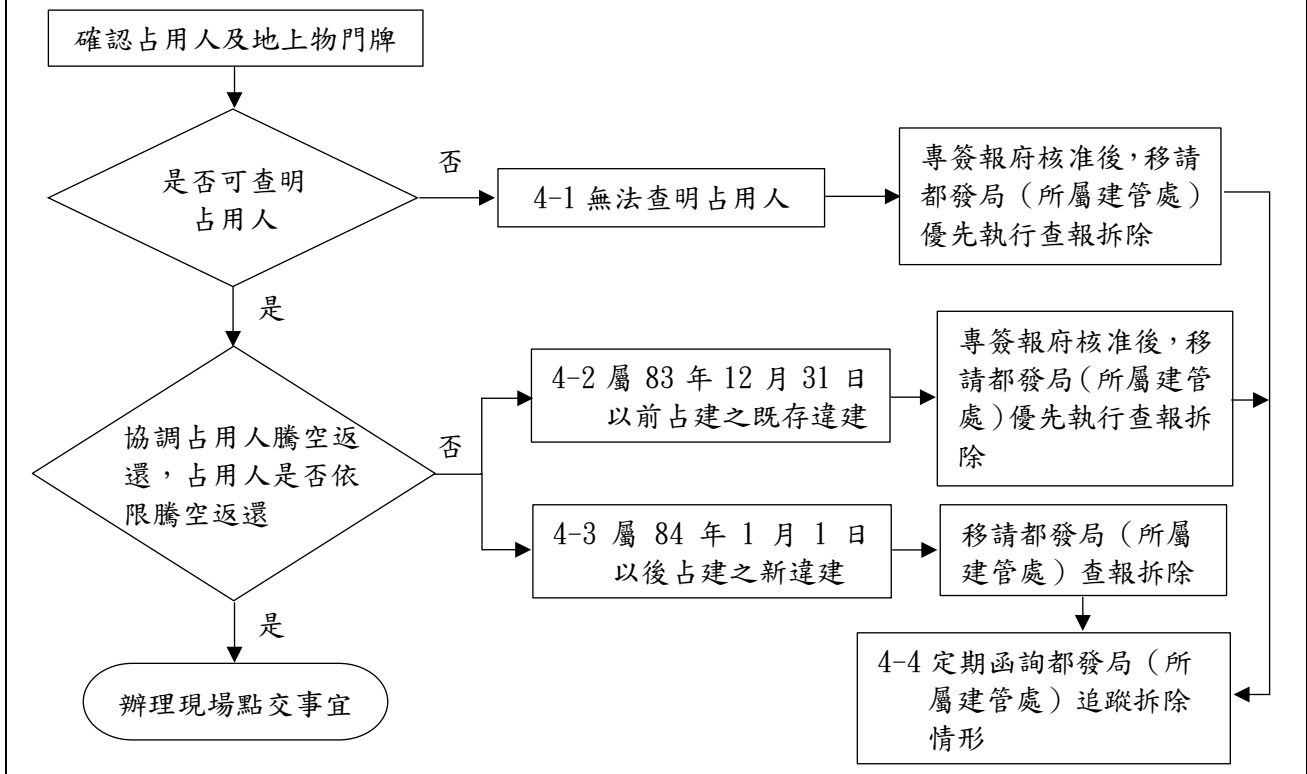 確認占用人及地上物門牌
是否可查明
占用人
否
4-1 無法查明占用人
專簽報府核准後，移請
都發局（所屬建管處）
優先執行查報拆除
是
協調占用人騰空返
還，占用人是否依
限騰空返還
否
4-2 屬 83 年 12 月 31 日
以前占建之既存違建
專簽報府核准後，移
請都發局（所屬建管
處）優先執行查報拆
除
4-3 屬 84 年 1 月 1 日
以後占建之新違建
移請都發局（所屬
建管處）查報拆除
4-4 定期函詢都發局（所
屬建管處）追蹤拆除
情形
是
辦理現場點交事宜